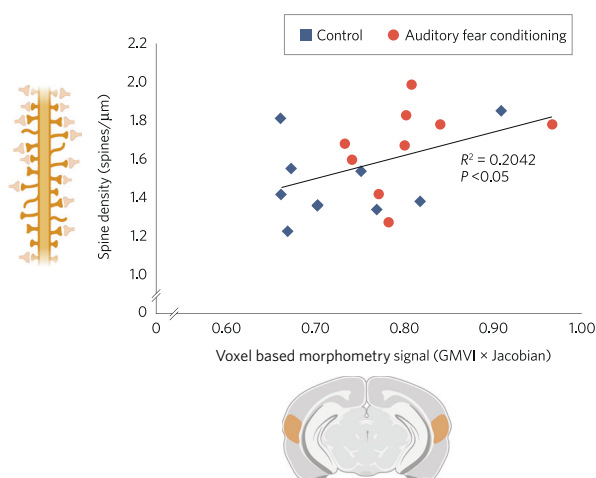 Control
Auditory fear conditioning
Spine density (spines/μm)
2.2
2.0
1.8
1.6
1.4
1.2
1.0
0
R² = 0.2042
P <0.05
0
0.60
0.70
0.80
0.90
1.00
Voxel based morphometry signal (GMVI × Jacobian)